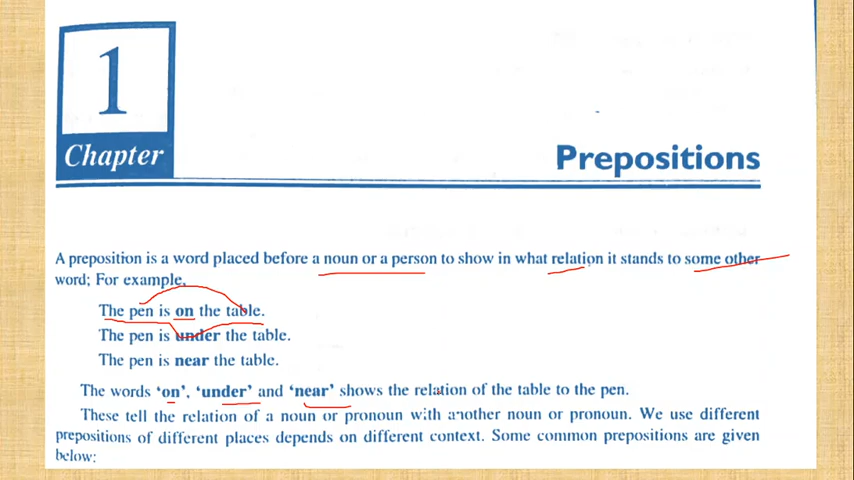 1
Chapter
Prepositions
A preposition is a word placed before a noun or a person to show in what relation it stands to some other
word; For example,
The pen is on the table.
The pen is under the table.
The pen is near the table.
The words 'on', 'under' and 'near' shows the relation of the table to the pen.
These tell the relation of a noun or pronoun with another noun or pronoun. We use different
prepositions of different places depends on different context. Some common prepositions are given
below: